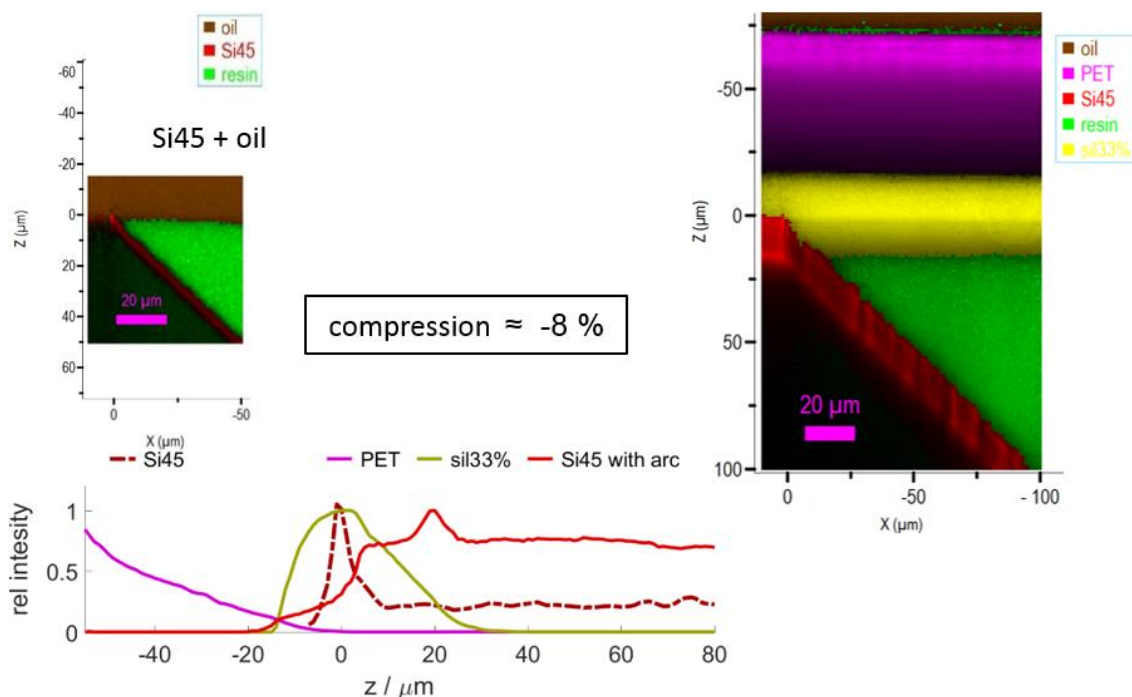 oil
Si45
resin
Si45 + oil
-60
-40
-20
0
20
40
60
Z (µm)
20 µm
0
-50
X (µm)
compression ≈ -8 %
oil
PET
Si45
resin
sil33%
-50
0
50
100
Z (µm)
20 µm
0
-50
- 100
X (µm)
Si45
PET
sil33%
Si45 with arc
1
0.5
0
rel intesity
-40
-20
0
20
40
60
80
z / µm